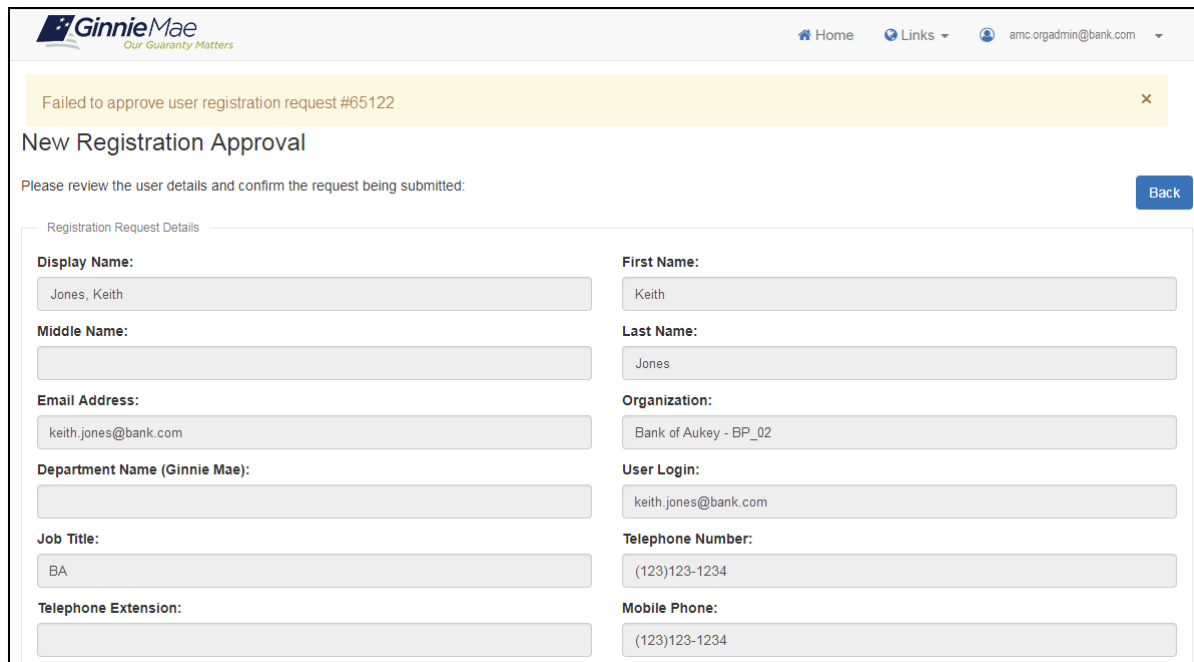 GinnieMae
Our Guaranty Matters
Home Links amc.orgadmin@bank.com
Failed to approve user registration request #65122 ×
New Registration Approval
Please review the user details and confirm the request being submitted:
Back
Registration Request Details
Display Name: First Name:
Jones, Keith Keith
Middle Name: Last Name:
Jones
Email Address: Organization:
keith.jones@bank.com Bank of Aukey - BP_02
Department Name (Ginnie Mae): User Login:
keith.jones@bank.com
Job Title: Telephone Number:
BA (123)123-1234
Telephone Extension: Mobile Phone:
(123)123-1234